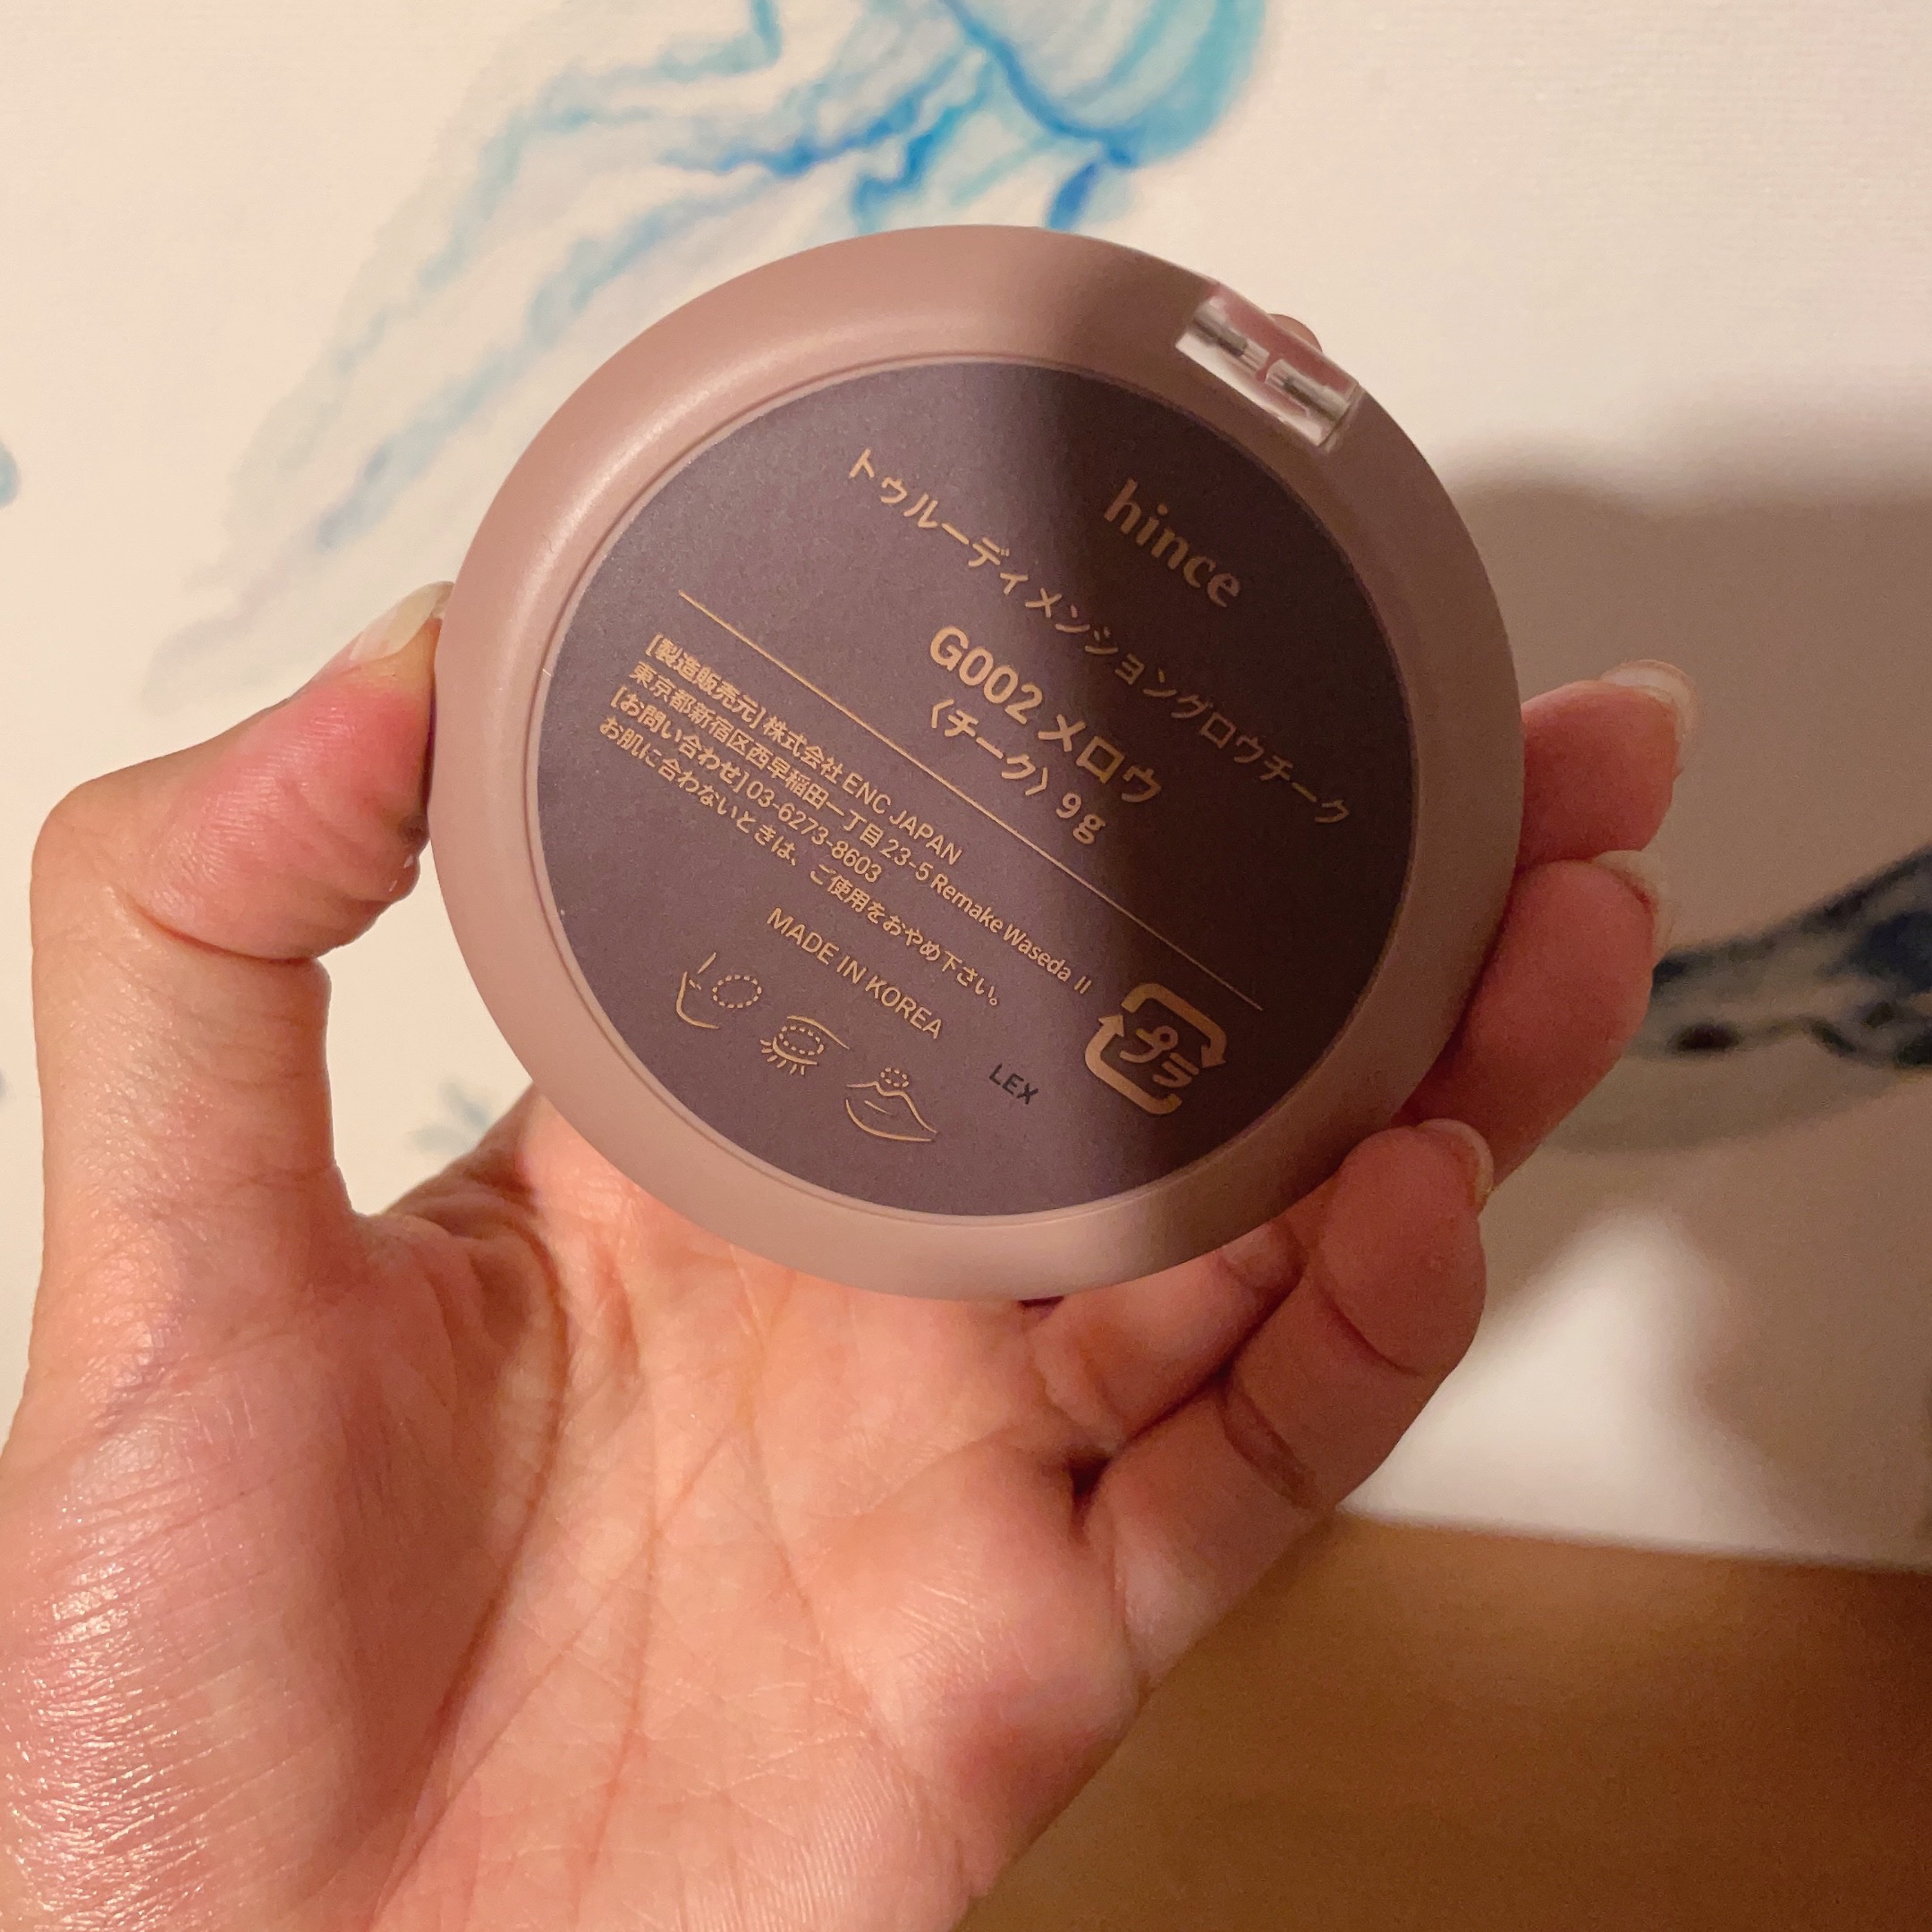 hince
トゥルーディメンショングロウチーク
G002 メロウ
〈チーク〉 9g
[製造販売元] 株式会社 ENC JAPAN
東京都新宿区西早稲田一丁目 23-5 Remake Waseda II
[お問い合わせ] 03-6273-8603
お肌に合わないときは、ご使用をおやめ下さい。
MADE IN KOREA
LEX
プラ